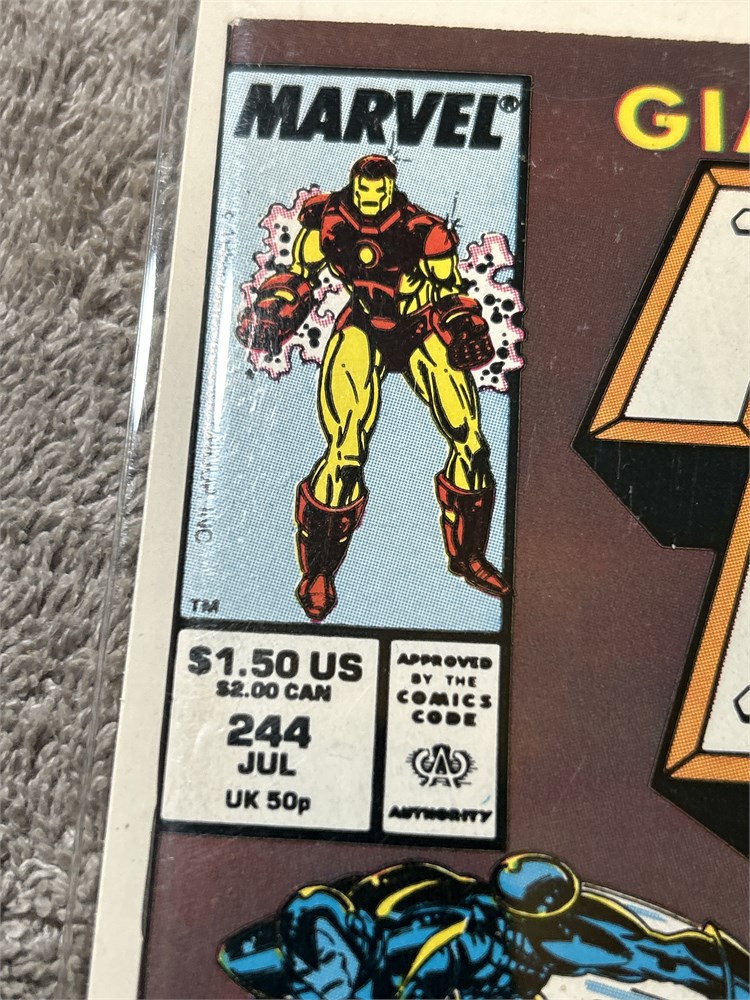 MARVEL®
GIA
INC.
TM
$1.50 US
$2.00 CAN
244
JUL
UK 50p
APPROVED
BY THE
COMICS
CODE
AUTHORITY